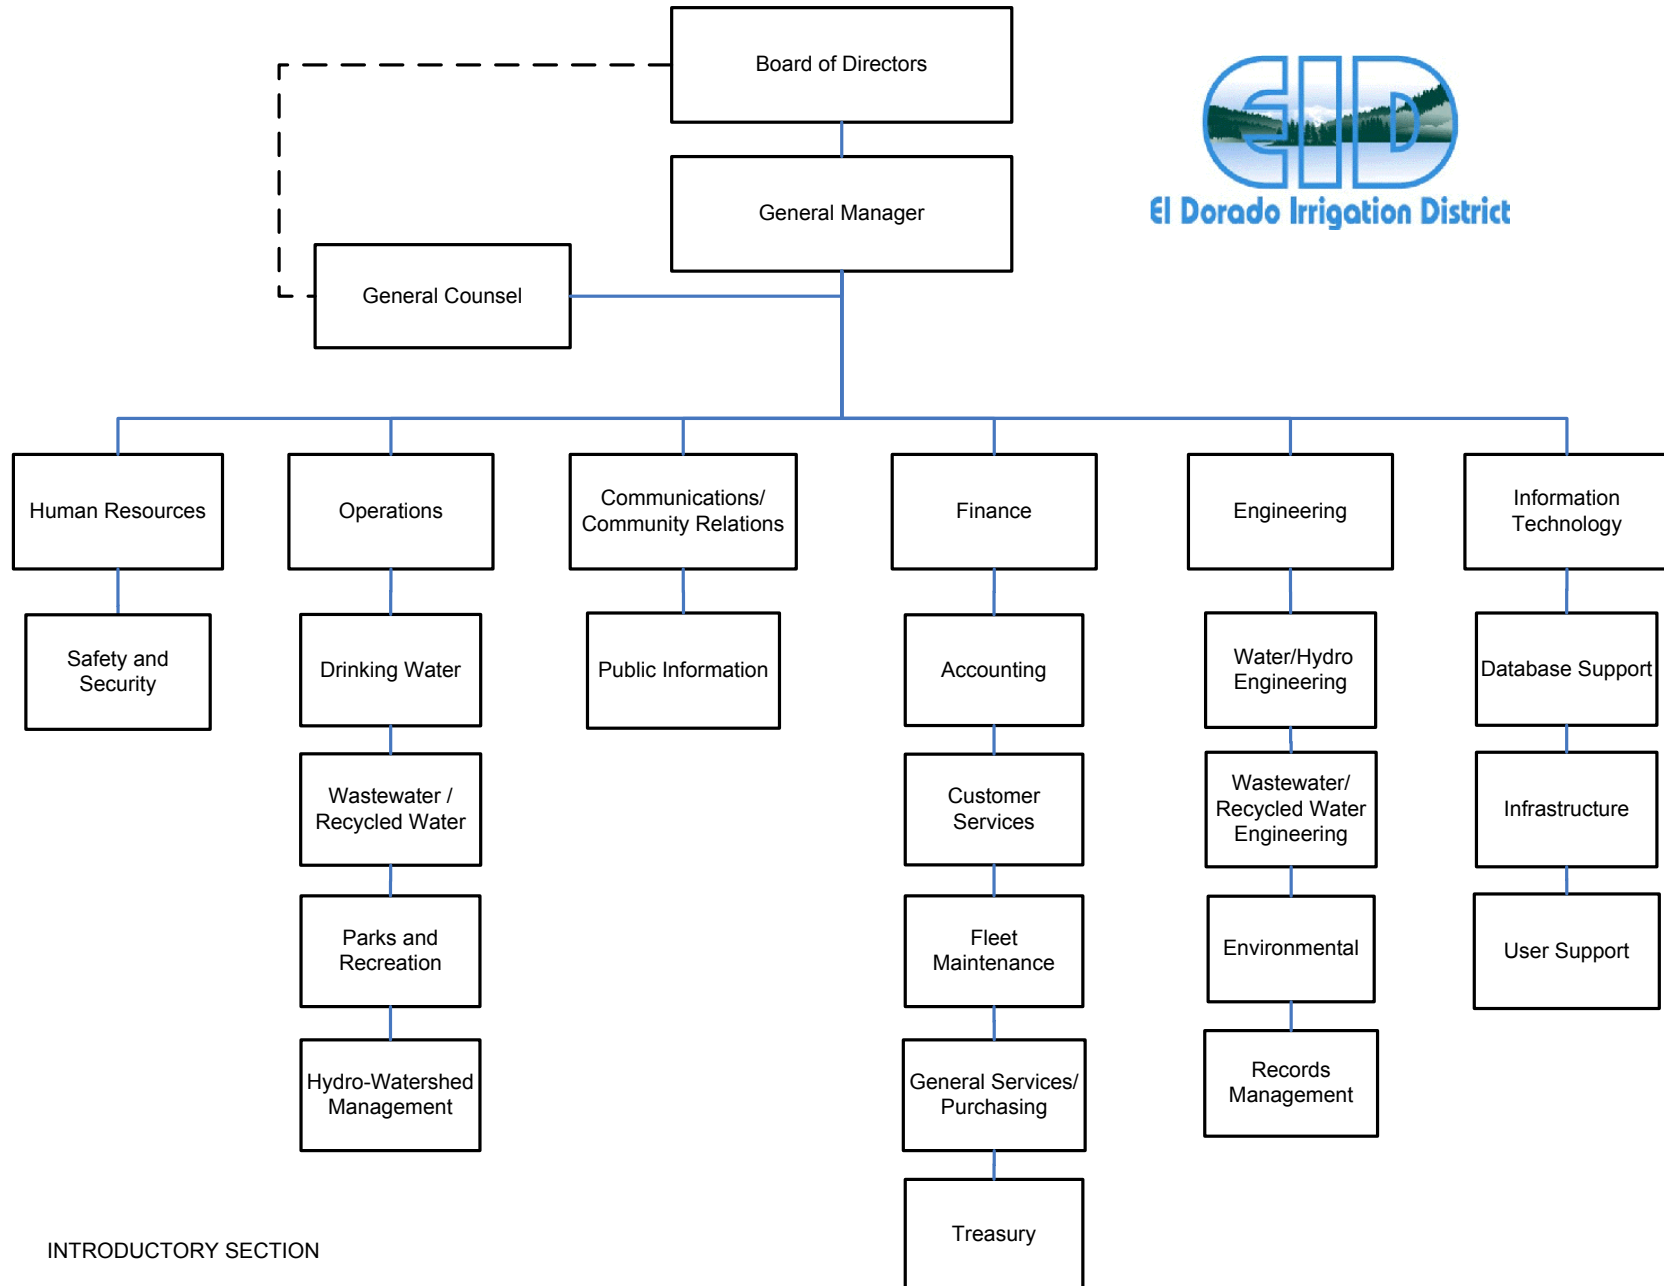 Board of Directors
EID
El Dorado Irrigation District
General Manager
General Counsel
Human Resources
Operations
Communications/
Community Relations
Finance
Engineering
Information
Technology
Safety and
Security
Drinking Water
Public Information
Accounting
Water/Hydro
Engineering
Database Support
Wastewater /
Recycled Water
Customer
Services
Wastewater/
Recycled Water
Engineering
Infrastructure
Parks and
Recreation
Fleet
Maintenance
Environmental
User Support
Hydro-Watershed
Management
General Services/
Purchasing
Records
Management
Treasury
INTRODUCTORY SECTION